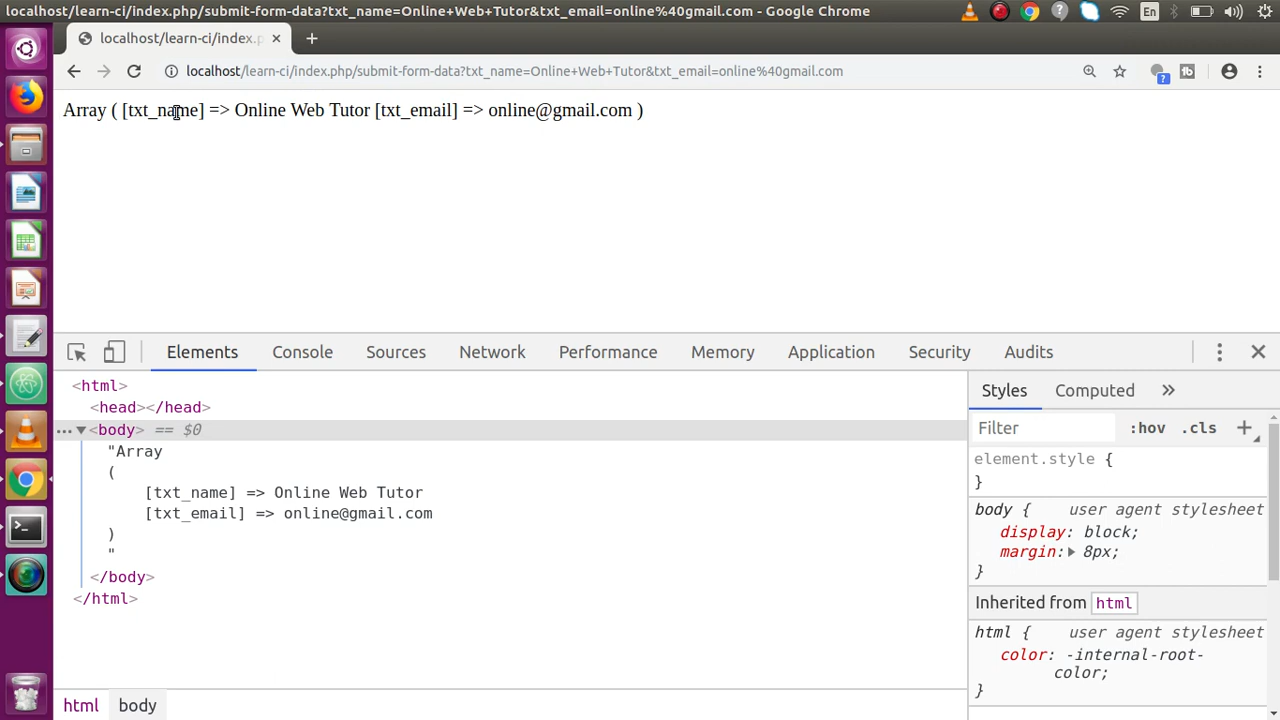 localhost/learn-ci/index.php/submit-form-data?txt_name=Online+Web+Tutor&txt_email=online%40gmail.com - Google Chrome
En
localhost/learn-ci/index.p
localhost/learn-ci/index.php/submit-form-data?txt_name=Online+Web+Tutor&txt_email=online%40gmail.com
Array ( [txt_name] => Online Web Tutor [txt_email] => online@gmail.com )
Elements Console Sources Network Performance Memory Application Security Audits
<html>
<head></head>
... <body> == $0
"Array
(
[txt_name] => Online Web Tutor
[txt_email] => online@gmail.com
)
"
</body>
</html>
html body
Styles Computed »
Filter :hov .cls +
element.style {
}
body { user agent stylesheet
display: block;
margin: 8px;
}
Inherited from html
html { user agent stylesheet
color: -internal-root-
color;
}